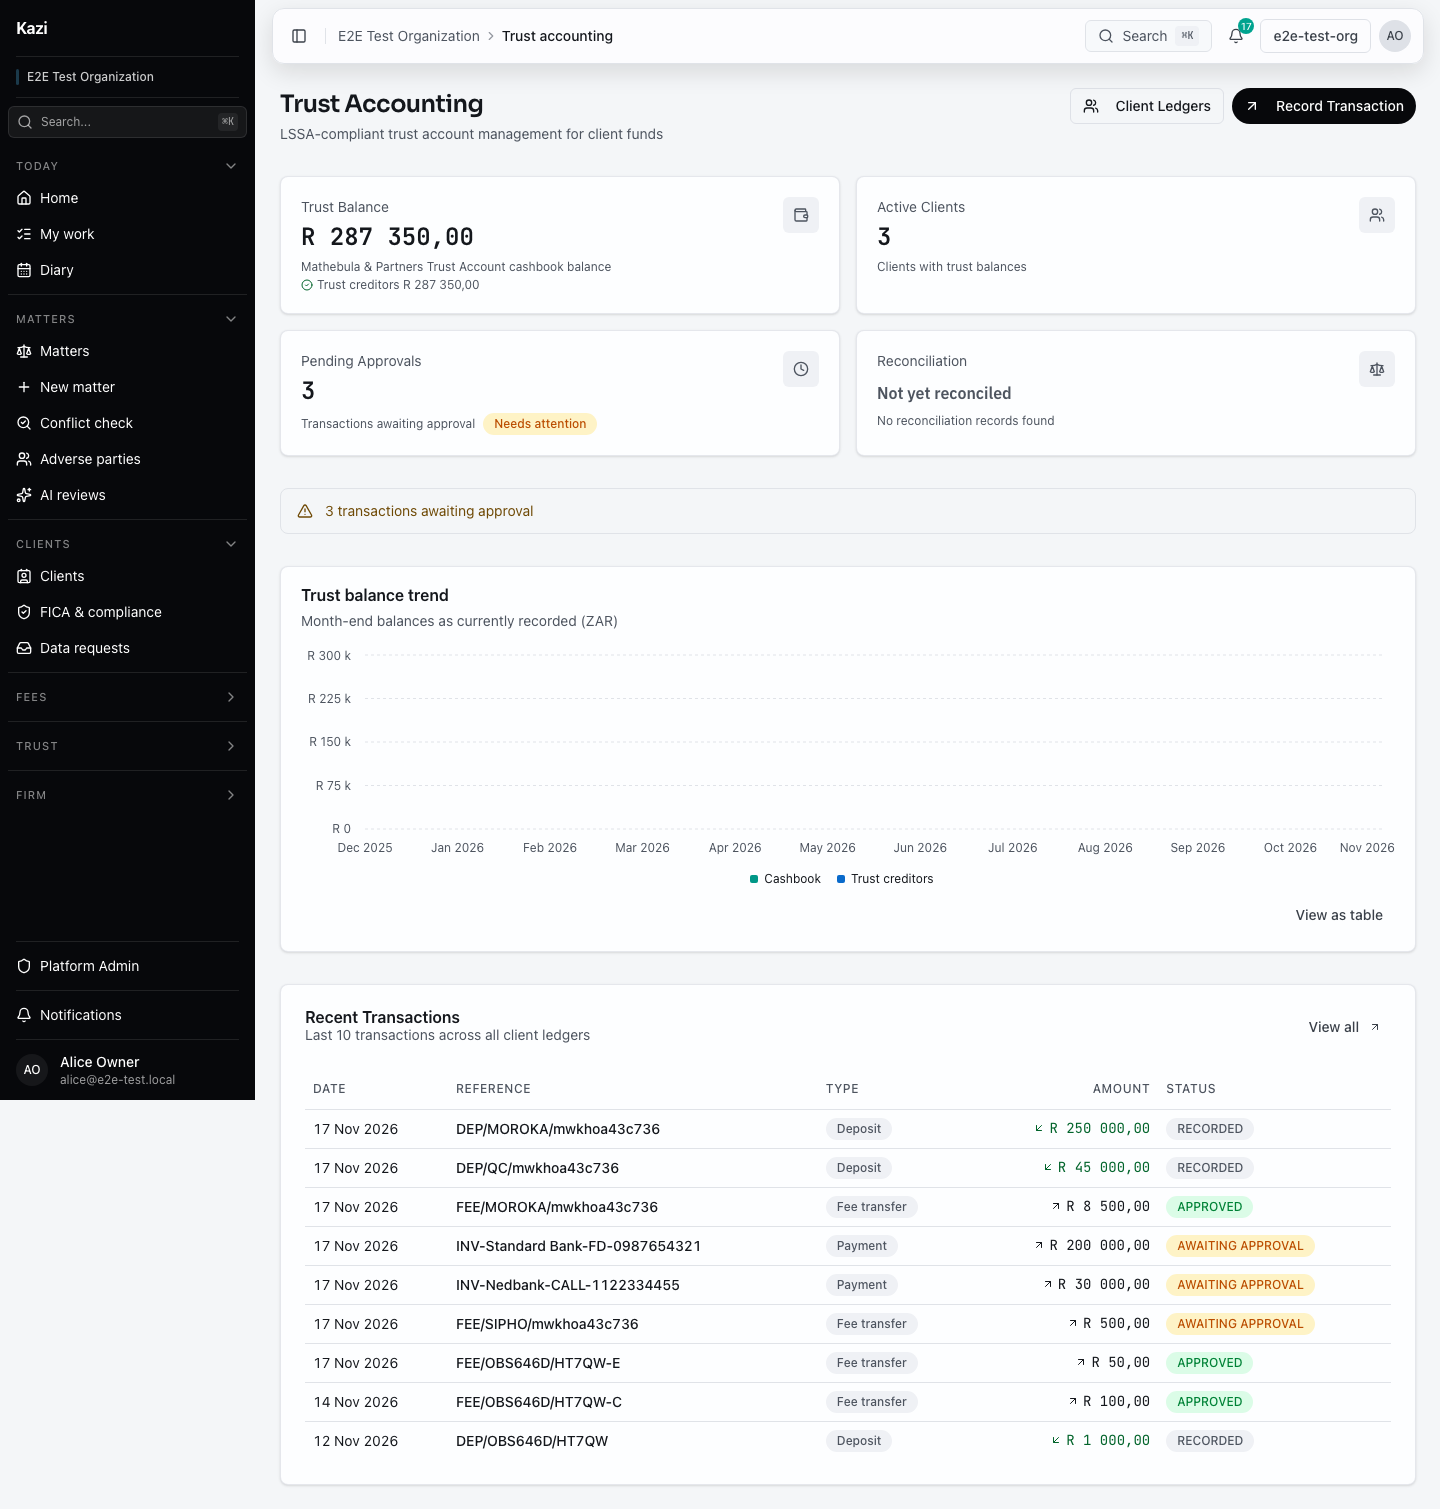 Kazi
E2E Test Organization
Search... ⌘K
TODAY
Home
My work
Diary
MATTERS
Matters
New matter
Conflict check
Adverse parties
AI reviews
CLIENTS
Clients
FICA & compliance
Data requests
FEES
TRUST
FIRM
Platform Admin
Notifications
AO Alice Owner
alice@e2e-test.local
E2E Test Organization > Trust accounting
Search ⌘K
17
e2e-test-org
AO
Trust Accounting
LSSA-compliant trust account management for client funds
Client Ledgers
Record Transaction
Trust Balance
R 287 350,00
Mathebula & Partners Trust Account cashbook balance
Trust creditors R 287 350,00
Active Clients
3
Clients with trust balances
Pending Approvals
3
Transactions awaiting approval Needs attention
Reconciliation
Not yet reconciled
No reconciliation records found
3 transactions awaiting approval
Trust balance trend
Month-end balances as currently recorded (ZAR)
R 300 k
R 225 k
R 150 k
R 75 k
R 0
Dec 2025 Jan 2026 Feb 2026 Mar 2026 Apr 2026 May 2026 Jun 2026 Jul 2026 Aug 2026 Sep 2026 Oct 2026 Nov 2026
Cashbook Trust creditors
View as table
Recent Transactions
Last 10 transactions across all client ledgers
View all
DATE REFERENCE TYPE AMOUNT STATUS
17 Nov 2026 DEP/MOROKA/mwkhoa43c736 Deposit R 250 000,00 RECORDED
17 Nov 2026 DEP/QC/mwkhoa43c736 Deposit R 45 000,00 RECORDED
17 Nov 2026 FEE/MOROKA/mwkhoa43c736 Fee transfer R 8 500,00 APPROVED
17 Nov 2026 INV-Standard Bank-FD-0987654321 Payment R 200 000,00 AWAITING APPROVAL
17 Nov 2026 INV-Nedbank-CALL-1122334455 Payment R 30 000,00 AWAITING APPROVAL
17 Nov 2026 FEE/SIPHO/mwkhoa43c736 Fee transfer R 500,00 AWAITING APPROVAL
17 Nov 2026 FEE/OBS646D/HT7QW-E Fee transfer R 50,00 APPROVED
14 Nov 2026 FEE/OBS646D/HT7QW-C Fee transfer R 100,00 APPROVED
12 Nov 2026 DEP/OBS646D/HT7QW Deposit R 1 000,00 RECORDED